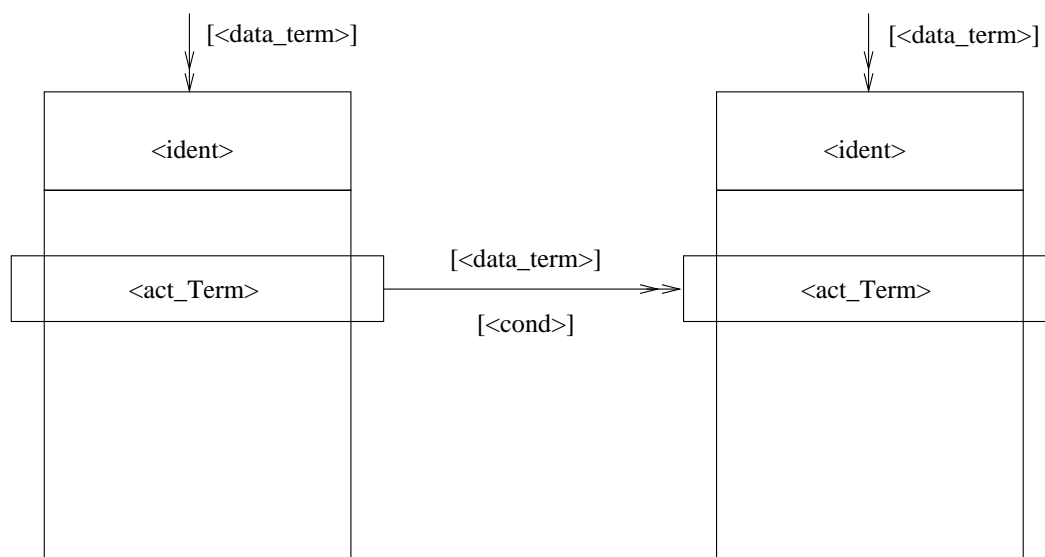 [<data_term>]
[<data_term>]
<ident>
<ident>
[<data_term>]
<act_Term>
<act_Term>
[<cond>]